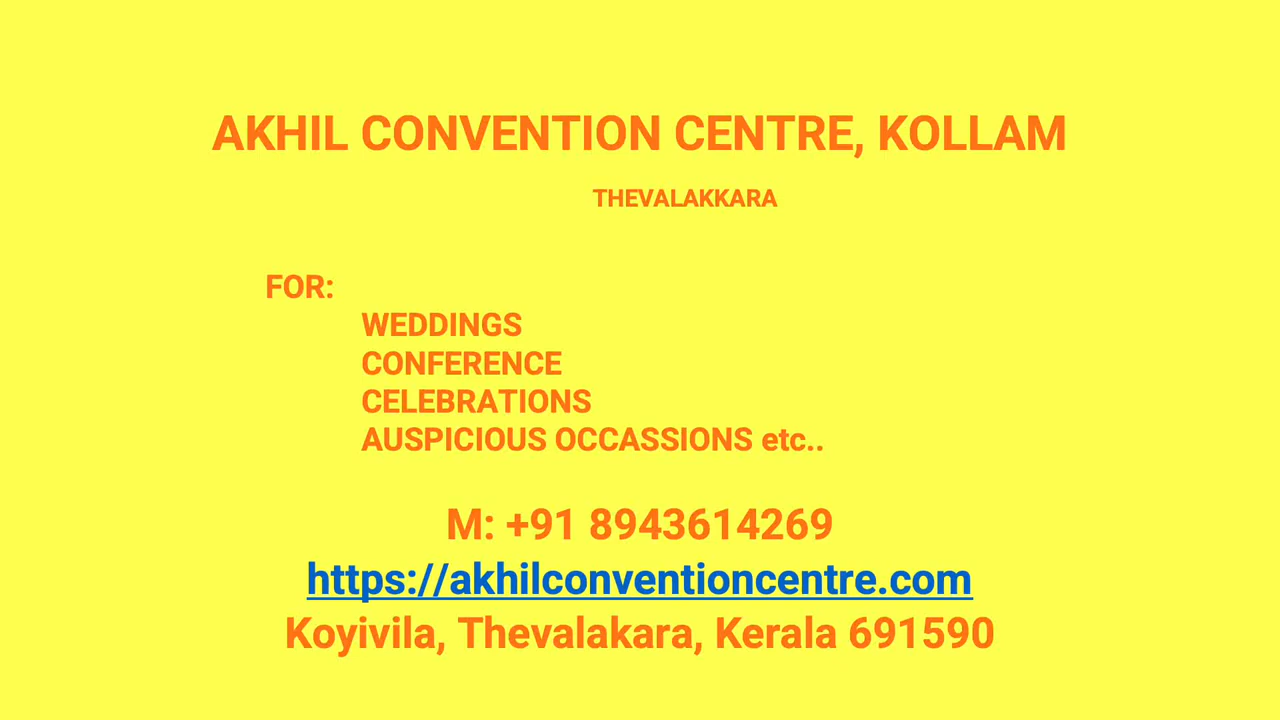 AKHIL CONVENTION CENTRE, KOLLAM
THEVALAKKARA
FOR:
WEDDINGS
CONFERENCE
CELEBRATIONS
AUSPICIOUS OCCASSIONS etc..
M: +91 8943614269
https://akhilconventioncentre.com
Koyivila, Thevalakara, Kerala 691590